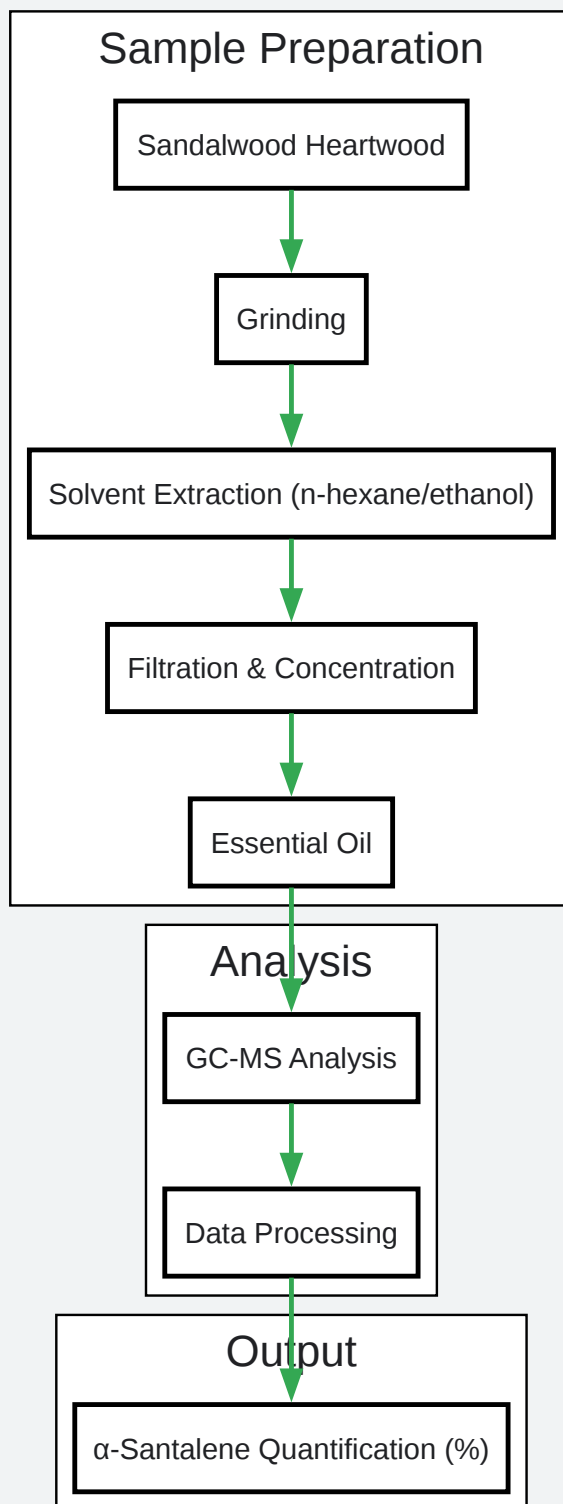 Sample Preparation
Sandalwood Heartwood
Grinding
Solvent Extraction (n-hexane/ethanol)
Filtration & Concentration
Essential Oil
Analysis
GC-MS Analysis
Data Processing
Output
α-Santalene Quantification (%)